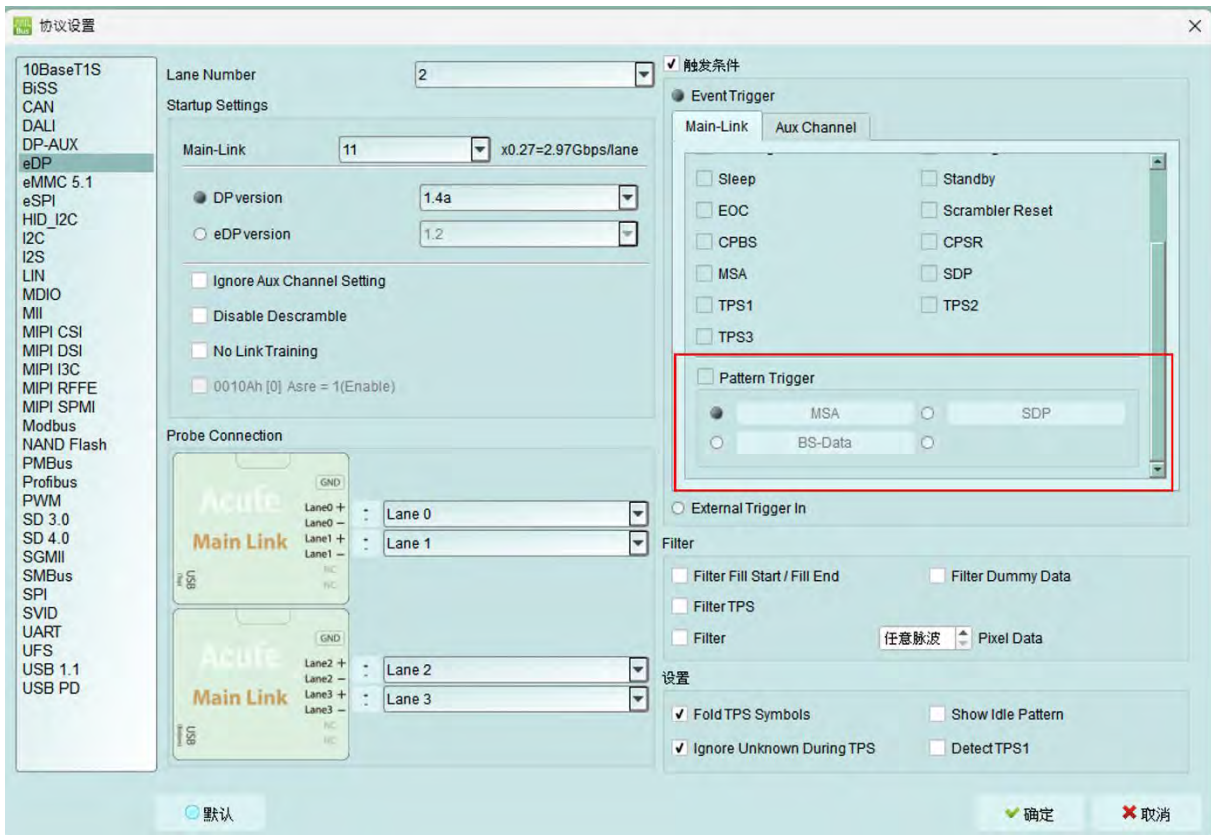 协议设置
10BaseT1S
BiSS
CAN
DALI
DP-AUX
eDP
eMMC 5.1
eSPI
HID_I2C
I2C
I2S
LIN
MDIO
MII
MIPI CSI
MIPI DSI
MIPI I3C
MIPI RFFE
MIPI SPMI
Modbus
NAND Flash
PMBus
Profibus
PWM
SD 3.0
SD 4.0
SGMII
SMBus
SPI
SVID
UART
UFS
USB 1.1
USB PD
Lane Number 2
Startup Settings
Main-Link 11 x0.27=2.97Gbps/lane
DP version 1.4a
eDP version 1.2
Ignore Aux Channel Setting
Disable Descramble
No Link Training
0010Ah [0] Asre = 1(Enable)
Probe Connection
Acute
Main Link
GND
Lane0 +
Lane0 −
Lane1 +
Lane1 −
NC
NC
USB
: Lane 0
: Lane 1
Acute
Main Link
GND
Lane2 +
Lane2 −
Lane3 +
Lane3 −
NC
NC
USB
: Lane 2
: Lane 3
触发条件
Event Trigger
Main-Link Aux Channel
Sleep Standby
EOC Scrambler Reset
CPBS CPSR
MSA SDP
TPS1 TPS2
TPS3
Pattern Trigger
MSA SDP
BS-Data
External Trigger In
Filter
Filter Fill Start / Fill End Filter Dummy Data
Filter TPS
Filter 任意脉波 Pixel Data
设置
Fold TPS Symbols Show Idle Pattern
Ignore Unknown During TPS Detect TPS1
默认
确定 取消